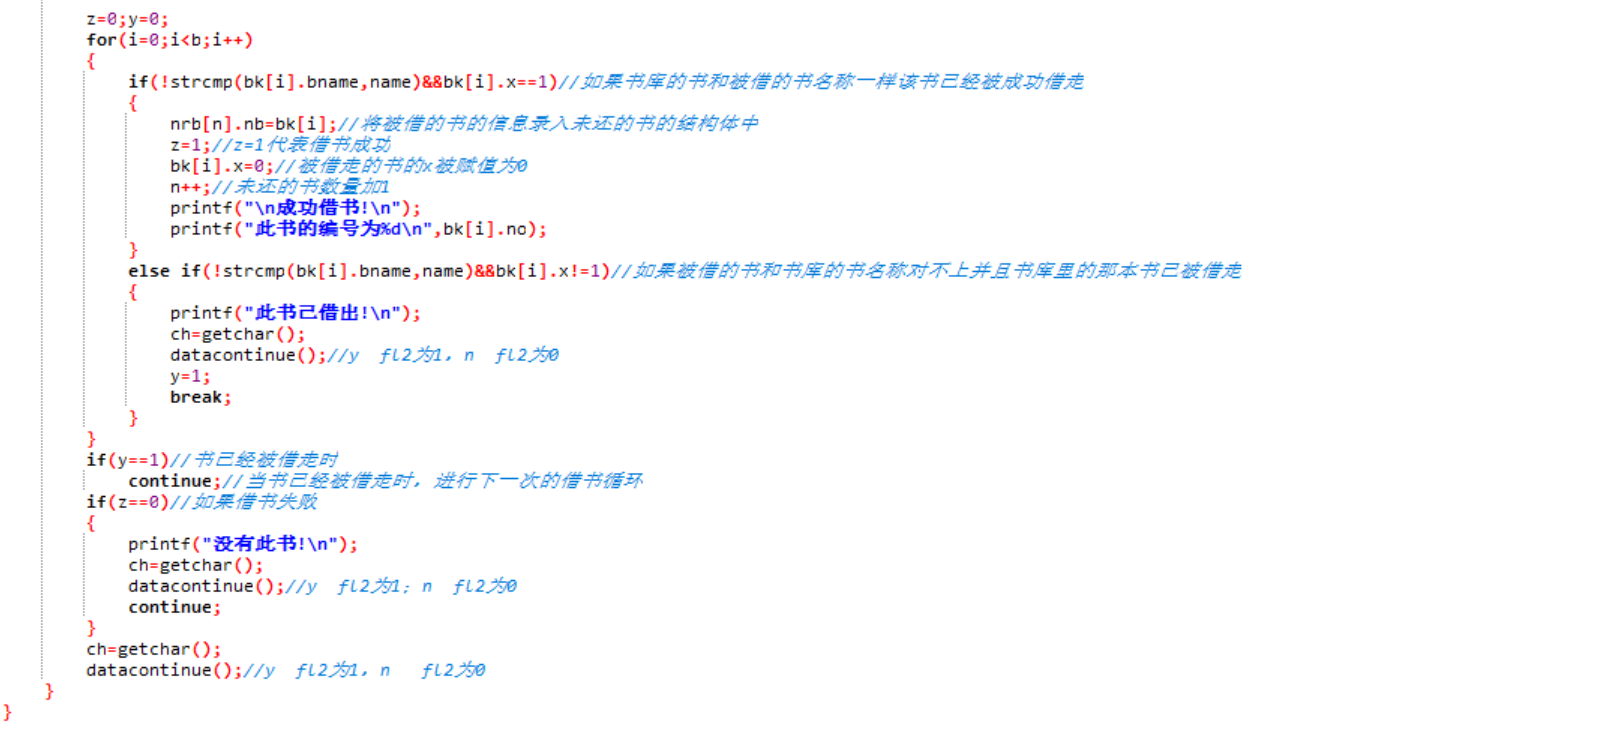 z=0;y=0;
for(i=0;i<b;i++)
{
if(!strcmp(bk[i].bname,name)&&bk[i].x==1)//如果书库的书和被借的书名称一样该书已经被成功借走
{
nrb[n].nb=bk[i];//将被借的书的信息录入未还的书的结构体中
z=1;//z=1代表借书成功
bk[i].x=0;//被借走的书的x被赋值为0
n++;//未还的书数量加1
printf("\n成功借书!\n");
printf("此书的编号为%d\n",bk[i].no);
}
else if(!strcmp(bk[i].bname,name)&&bk[i].x!=1)//如果被借的书和书库的书名称对不上并且书库里的那本书已被借走
{
printf("此书已借出!\n");
ch=getchar();
datacontinue();//y  fl2为1，n  fl2为0
y=1;
break;
}
}
if(y==1)//书已经被借走时
continue;//当书已经被借走时，进行下一次的借书循环
if(z==0)//如果借书失败
{
printf("没有此书!\n");
ch=getchar();
datacontinue();//y  fl2为1；n  fl2为0
continue;
}
ch=getchar();
datacontinue();//y  fl2为1，n   fl2为0
}
}